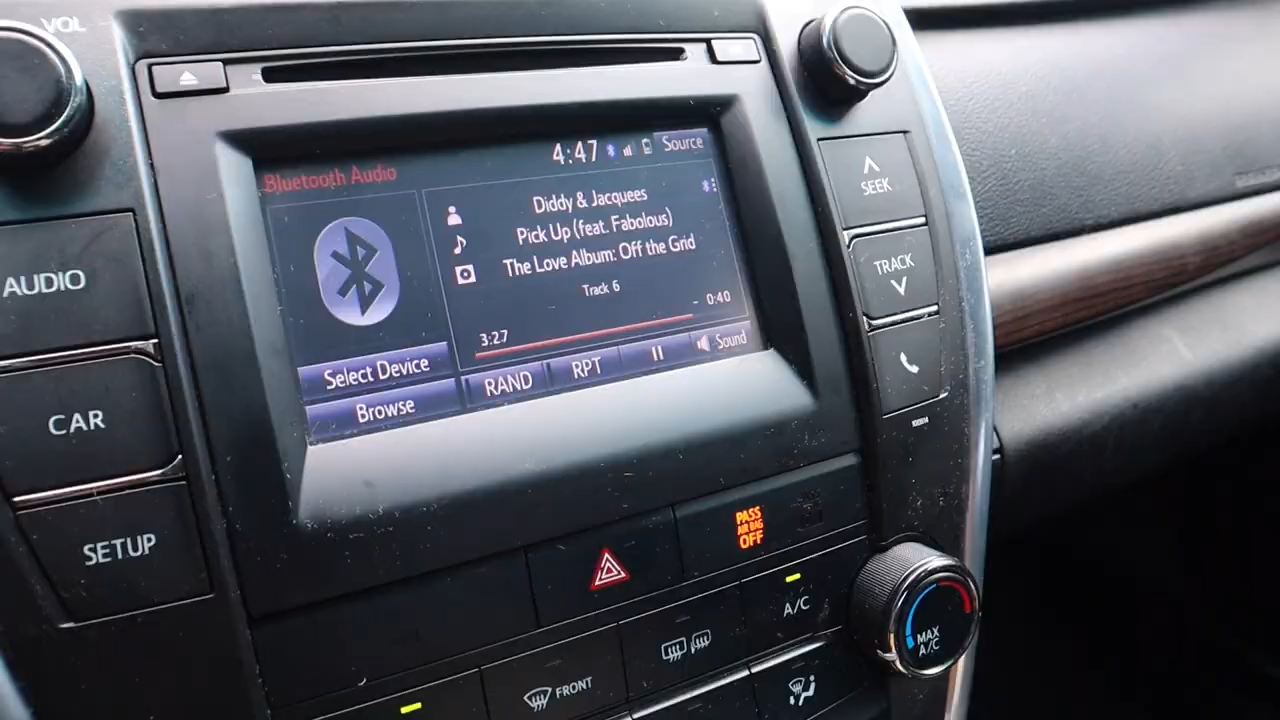 VOL
4:47
Source
Bluetooth Audio
Diddy & Jacquees
Pick Up (feat. Fabolous)
The Love Album: Off the Grid
Track 6
3:27
- 0:40
Select Device
Browse
RAND
RPT
Sound
AUDIO
CAR
SETUP
SEEK
TRACK
PASS
AIR BAG
OFF
A/C
MAX
A/C
FRONT